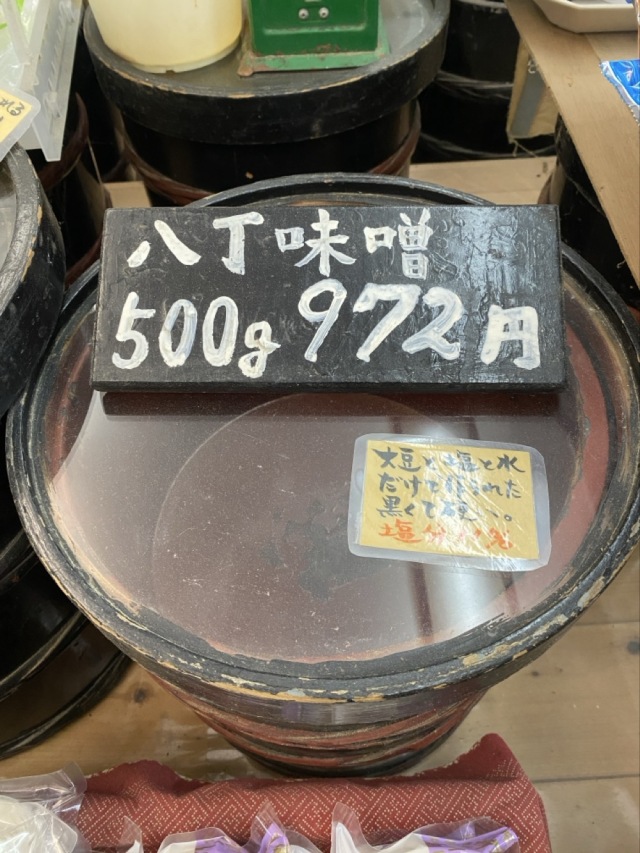 八丁味噌
500g 972円
大豆と塩と水
だけで作られた
黒くて硬い。
塩分